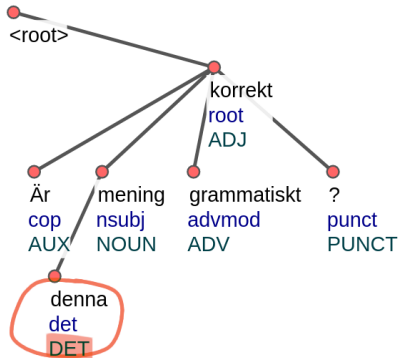 <root>
korrekt
root
ADJ
Är
cop
AUX
mening
nsubj
NOUN
grammatiskt
advmod
ADV
?
punct
PUNCT
denna
det
DET